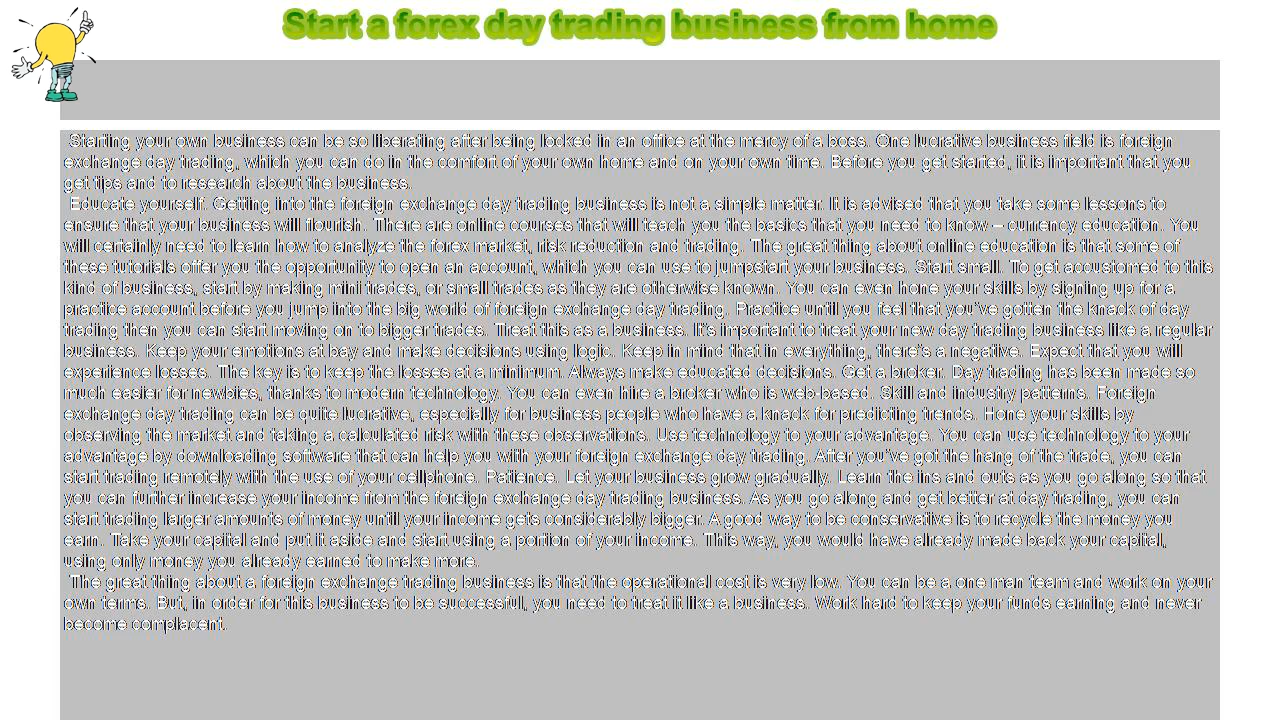 Start a forex day trading business from home
Starting your own business can be so liberating after being locked in an office at the mercy of a boss. One lucrative business field is foreign
exchange day trading, which you can do in the comfort of your own home and on your own time. Before you get started, it is important that you
get tips and to research about the business.
Educate yourself. Getting into the foreign exchange day trading business is not a simple matter. It is advised that you take some lessons to
ensure that your business will flourish. There are online courses that will teach you the basics that you need to know – currency education. You
will certainly need to learn how to analyze the forex market, risk reduction and trading. The great thing about online education is that some of
these tutorials offer you the opportunity to open an account, which you can use to jumpstart your business. Start small. To get accustomed to this
kind of business, start by making mini trades, or small trades as they are otherwise known. You can even hone your skills by signing up for a
practice account before you jump into the big world of foreign exchange day trading. Practice until you feel that you've gotten the knack of day
trading then you can start moving on to bigger trades. Treat this as a business. It's important to treat your new day trading business like a regular
business. Keep your emotions at bay and make decisions using logic. Keep in mind that in everything, there's a negative. Expect that you will
experience losses. The key is to keep the losses at a minimum. Always make educated decisions. Get a broker. Day trading has been made so
much easier for newbies, thanks to modern technology. You can even hire a broker who is web-based. Skill and industry patterns. Foreign
exchange day trading can be quite lucrative, especially for business people who have a knack for predicting trends. Hone your skills by
observing the market and taking a calculated risk with these observations. Use technology to your advantage. You can use technology to your
advantage by downloading software that can help you with your foreign exchange day trading. After you've got the hang of the trade, you can
start trading remotely with the use of your cellphone. Patience. Let your business grow gradually. Learn the ins and outs as you go along so that
you can further increase your income from the foreign exchange day trading business. As you go along and get better at day trading, you can
start trading larger amounts of money until your income gets considerably bigger. A good way to be conservative is to recycle the money you
earn. Take your capital and put it aside and start using a portion of your income. This way, you would have already made back your capital,
using only money you already earned to make more.
The great thing about a foreign exchange trading business is that the operational cost is very low. You can be a one man team and work on your
own terms. But, in order for this business to be successful, you need to treat it like a business. Work hard to keep your funds earning and never
become complacent.